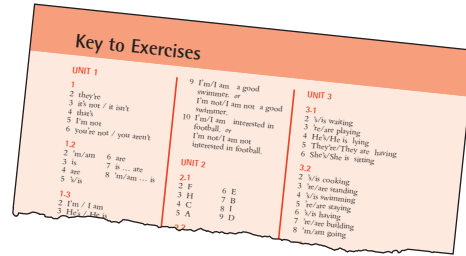 Key to Exercises
UNIT 1
1
2 they're
3 it's not / it isn't
4 that's
5 I'm not
6 you're not / you aren't
1.2
2 'm/am 6 are
3 is 7 is ... are
4 are 8 'm/am ... is
5 's/is
1.3
2 I'm / I am
3 He's / He is
9 I'm/I am a good
swimmer. or
I'm not/I am not a good
swimmer.
10 I'm/I am interested in
football. or
I'm not/I am not
interested in football.
UNIT 2
2.1
2 F 6 E
3 H 7 B
4 C 8 I
5 A 9 D
2.2
UNIT 3
3.1
2 's/is waiting
3 're/are playing
4 He's/He is lying
5 They're/They are having
6 She's/She is sitting
3.2
2 's/is cooking
3 're/are standing
4 's/is swimming
5 're/are staying
6 's/is having
7 're/are building
8 'm/am going